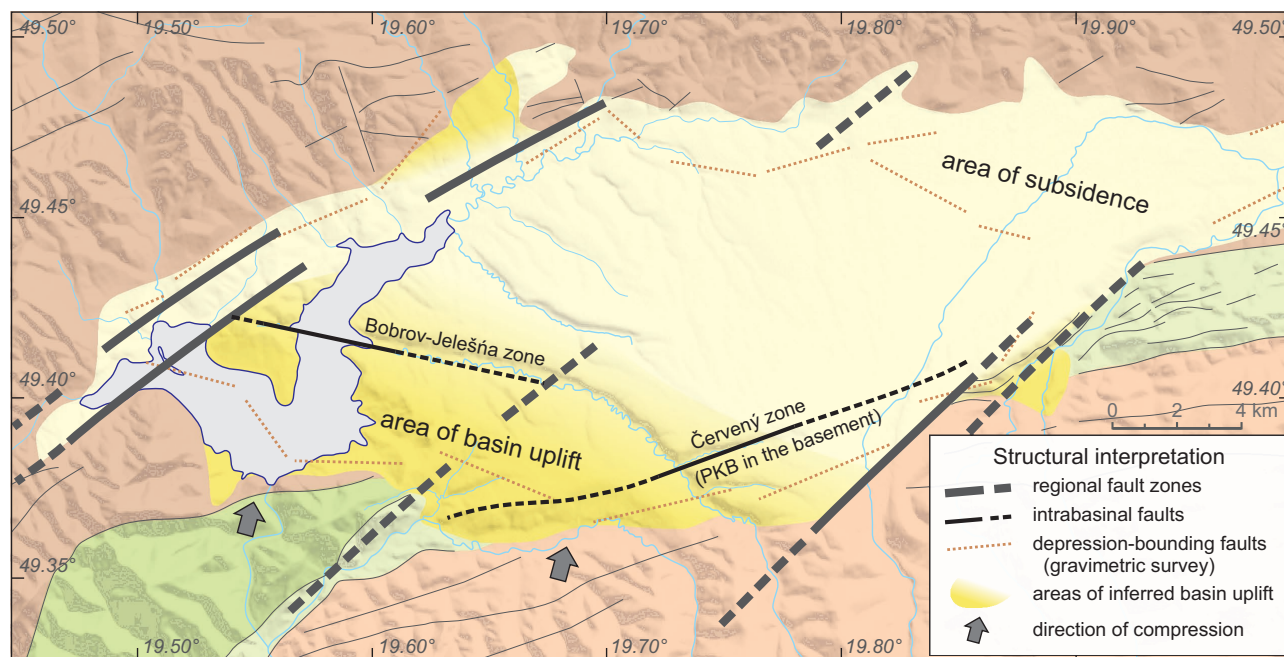 49.50° 19.50° 19.60° 19.70° 19.80° 19.90° 49.50°
area of subsidence
49.45° 49.45°
Bobrov-Jelešńa zone
49.40° 49.40°
area of basin uplift
Červený zone
(PKB in the basement)
0 2 4 km
49.35°
19.50° 19.60° 19.70° 19.80°
Structural interpretation
regional fault zones
intrabasinal faults
depression-bounding faults
(gravimetric survey)
areas of inferred basin uplift
direction of compression